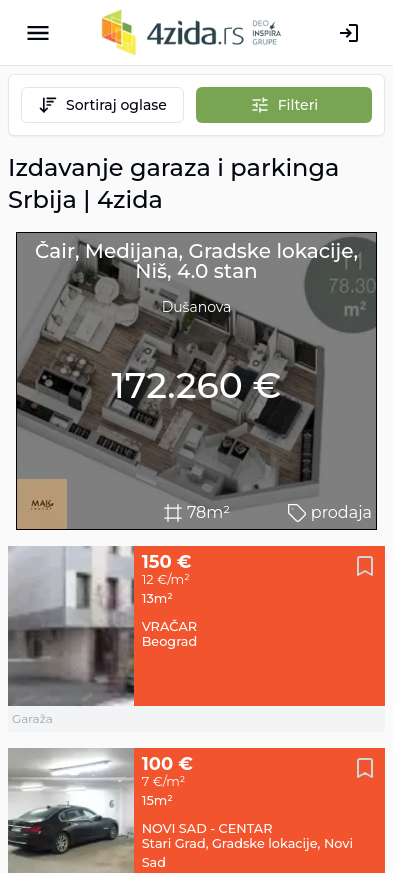 4zida.rs
DEO
INSPIRA
GRUPE
Sortiraj oglase
Filteri
Izdavanje garaza i parkinga
Srbija | 4zida
Čair, Medijana, Gradske lokacije,
Niš, 4.0 stan
78.30
m²
Dušanova
172.260 €
78m²
prodaja
150 €
12 €/m²
13m²
VRAČAR
Beograd
Garaža
100 €
7 €/m²
15m²
NOVI SAD - CENTAR
Stari Grad, Gradske lokacije, Novi
Sad